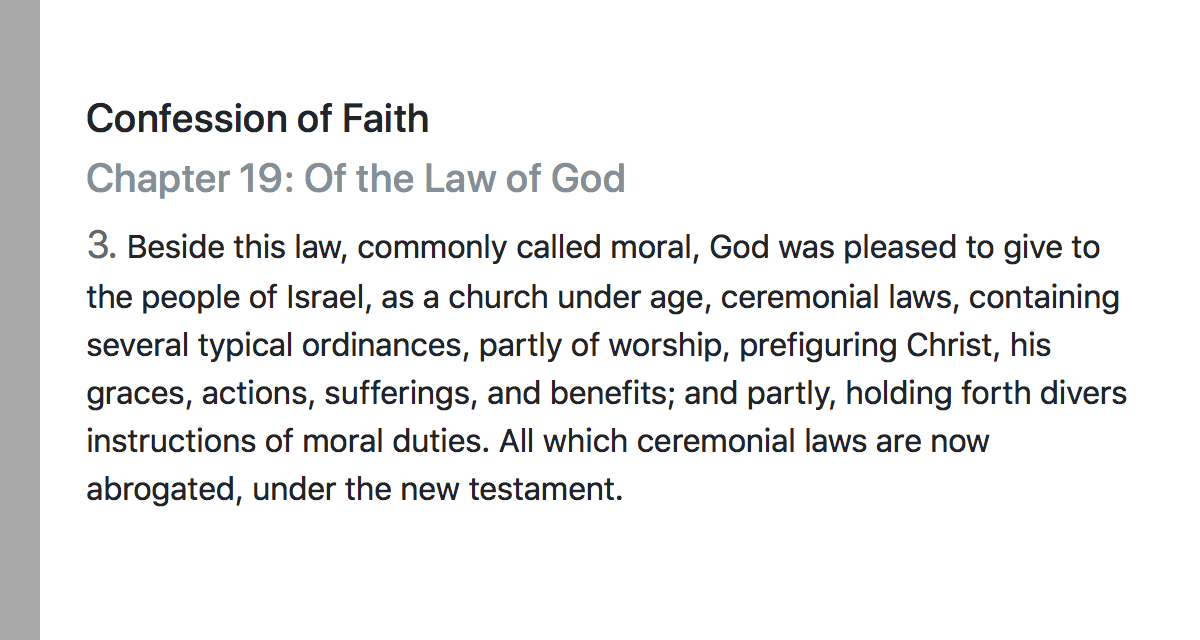 Confession of Faith
Chapter 19: Of the Law of God
3. Beside this law, commonly called moral, God was pleased to give to
the people of Israel, as a church under age, ceremonial laws, containing
several typical ordinances, partly of worship, prefiguring Christ, his
graces, actions, sufferings, and benefits; and partly, holding forth divers
instructions of moral duties. All which ceremonial laws are now
abrogated, under the new testament.